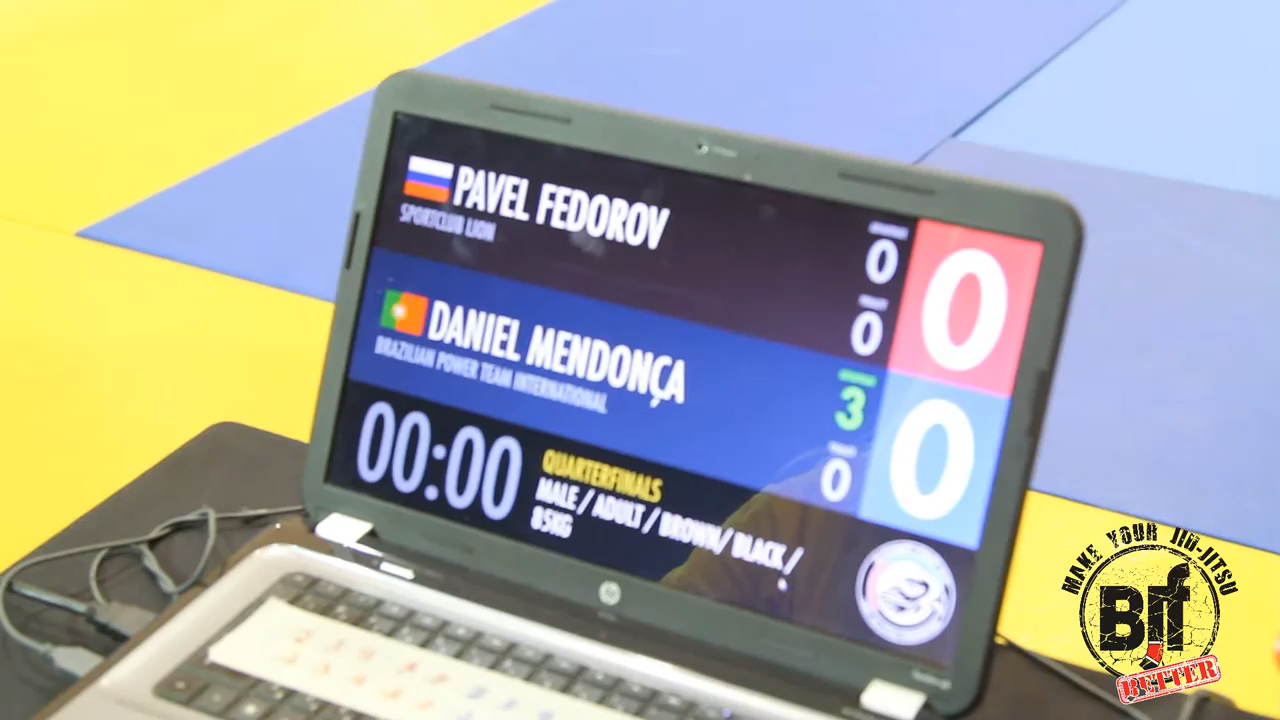 PAVEL FEDOROV
SPORTCLUB LION
0
0
0
DANIEL MENDONÇA
BRAZILIAN POWER TEAM INTERNATIONAL
3
0
0
00:00
QUARTERFINALS
MALE / ADULT / BROWN/ BLACK /
85KG
hp
MAKE YOUR JIU-JITSU
BJJf
BETTER